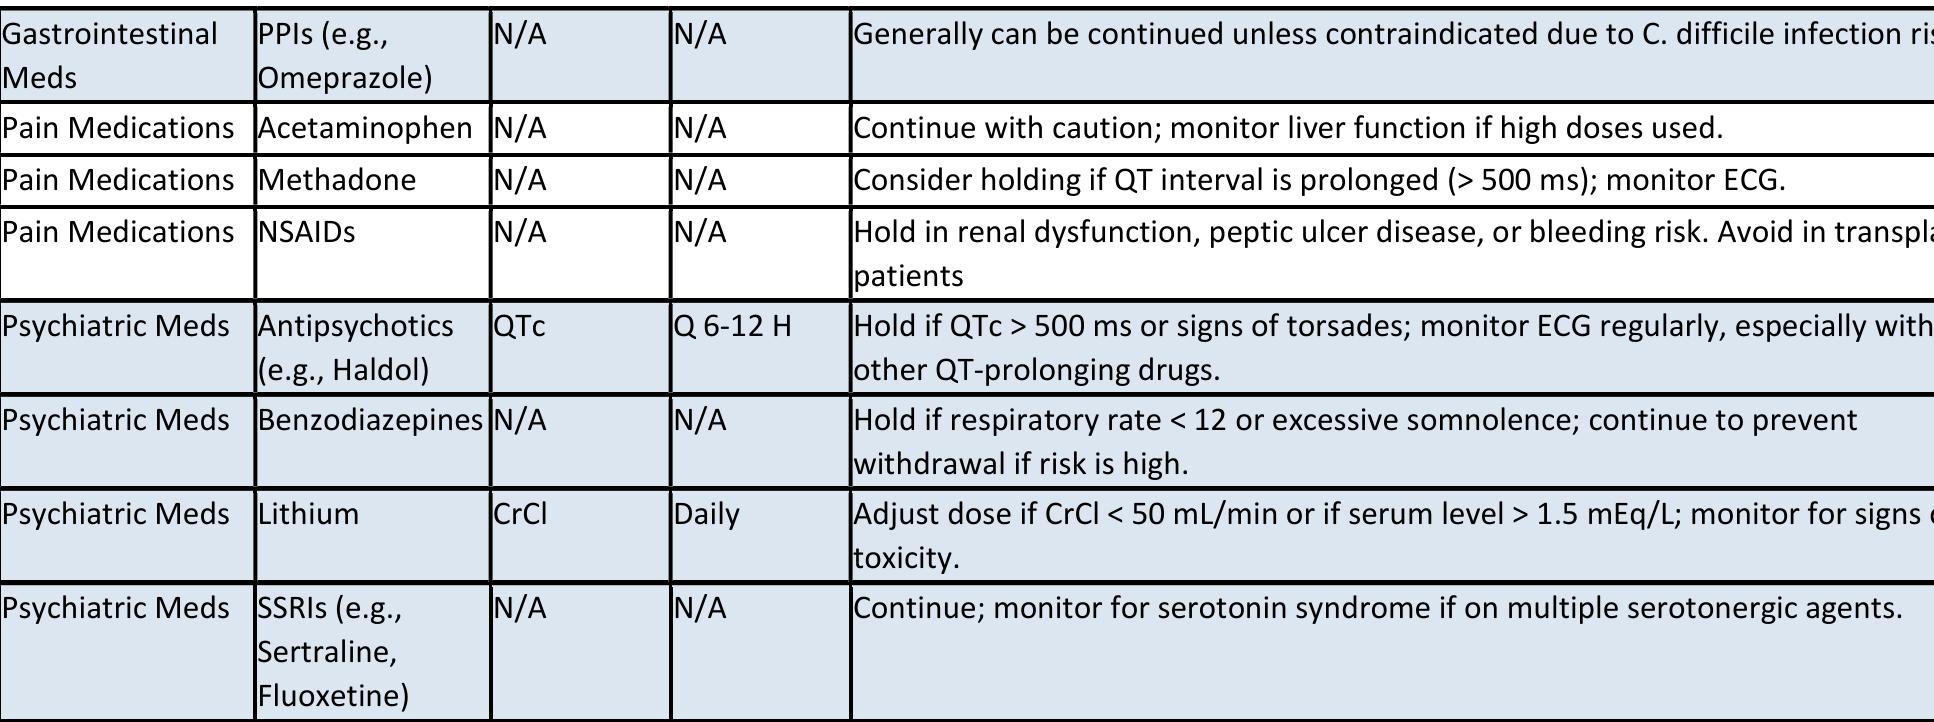 Gastrointestinal PPIs (e.g., N/A N/A Generally can be continued unless contraindicated due to C. difficile infection
Meds Omeprazole)
Pain Medications Acetaminophen N/A N/A Continue with caution; monitor liver function if high doses used.
Pain Medications Methadone N/A N/A Consider holding if QT interval is prolonged (> 500 ms); monitor ECG.
Pain Medications NSAIDs N/A N/A Hold in renal dysfunction, peptic ulcer disease, or bleeding risk. Avoid in
patients
Psychiatric Meds Antipsychotics QTc Q 6-12 H Hold if QTc > 500 ms or signs of torsades; monitor ECG regularly, especially with
(e.g., Haldol) other QT-prolonging drugs.
Psychiatric Meds Benzodiazepines N/A N/A Hold if respiratory rate < 12 or excessive somnolence; continue to prevent
withdrawal if risk is high.
Psychiatric Meds Lithium CrCl Daily Adjust dose if CrCl < 50 mL/min or if serum level > 1.5 mEq/L; monitor for signs
toxicity.
Psychiatric Meds SSRIs (e.g., N/A N/A Continue; monitor for serotonin syndrome if on multiple serotonergic agents.
Sertraline,
Fluoxetine)